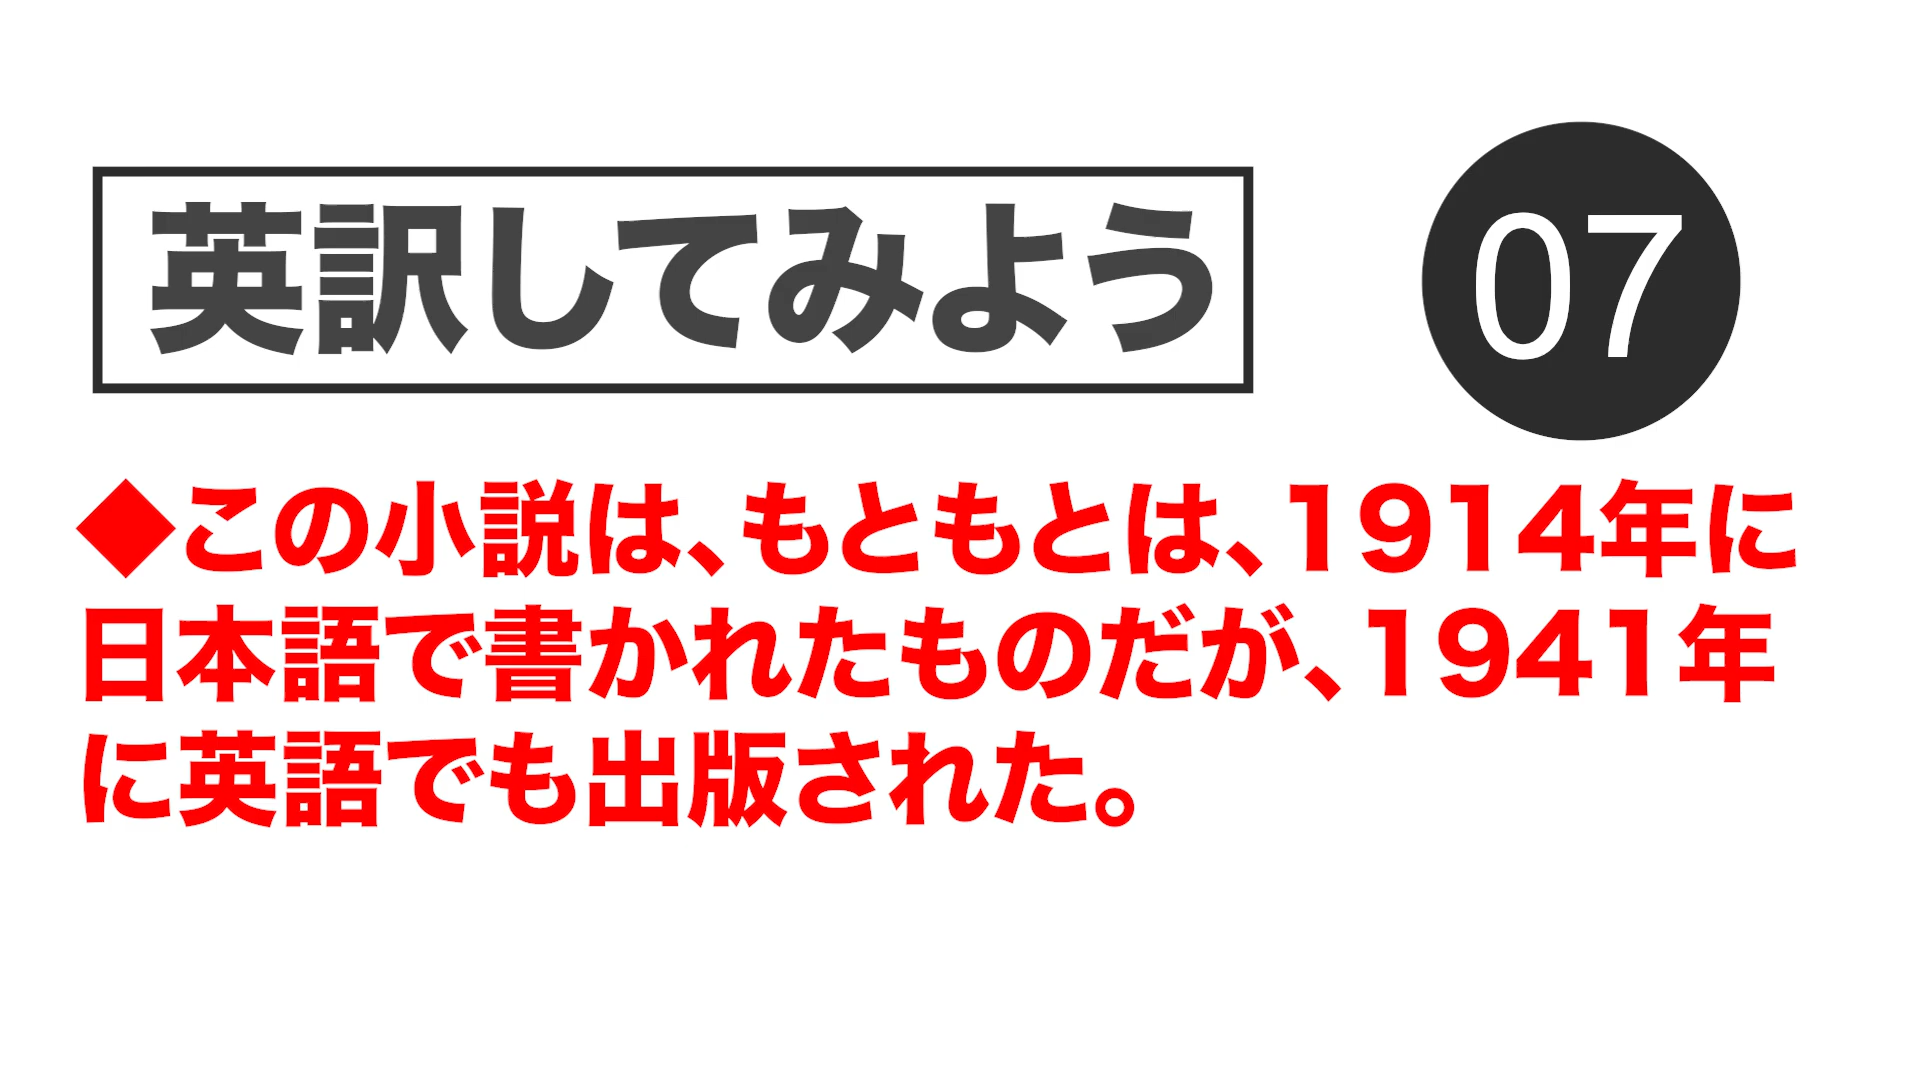 英訳してみよう
07
◆この小説は、もともとは、1914年に
日本語で書かれたものだが、1941年
に英語でも出版された。